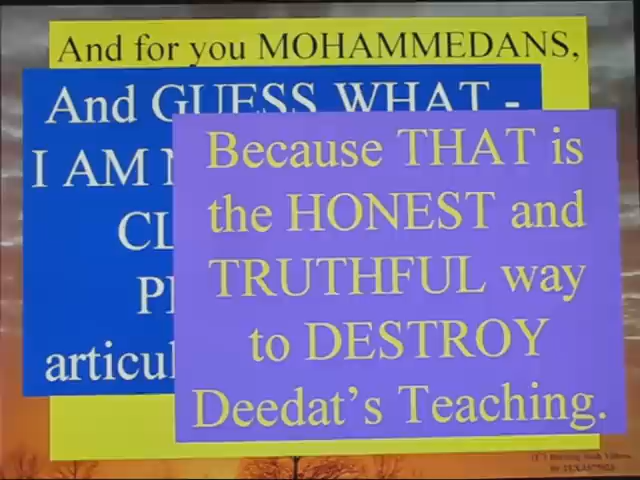 And for you MOHAMMEDANS,
And GUESS WHAT -
I AM
Because THAT is
the HONEST and
TRUTHFUL way
to DESTROY
Deedat's Teaching.